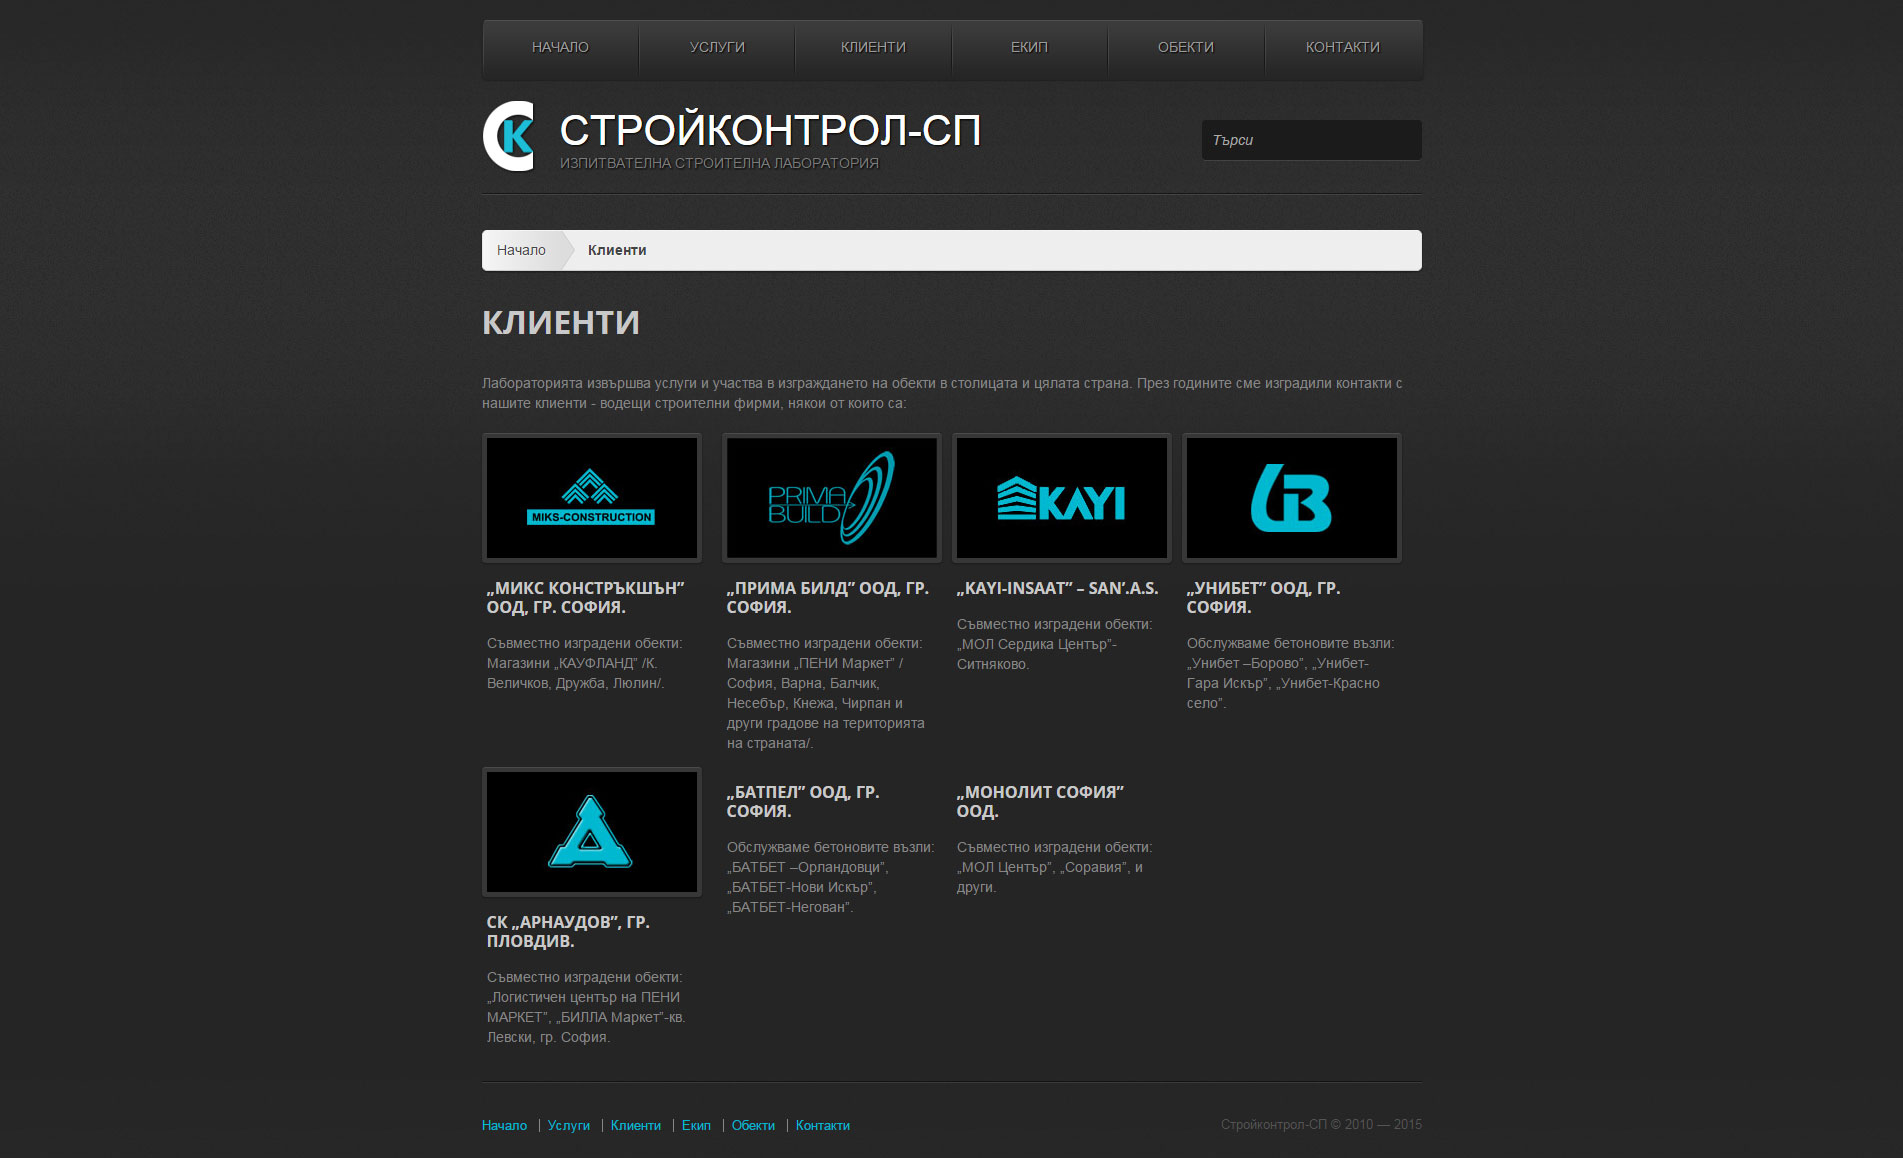 НАЧАЛО
УСЛУГИ
КЛИЕНТИ
ЕКИП
ОБЕКТИ
КОНТАКТИ
СК
СТРОЙКОНТРОЛ-СП
ИЗПИТВАТЕЛНА СТРОИТЕЛНА ЛАБОРАТОРИЯ
Търси
Начало
Клиенти
КЛИЕНТИ
Лабораторията извършва услуги и участва в изграждането на обекти в столицата и цялата страна. През годините сме изградили контакти с
нашите клиенти - водещи строителни фирми, някои от които са:
MIKS-CONSTRUCTION
„МИКС КОНСТРЪКШЪН”
ООД, ГР. СОФИЯ.
Съвместно изградени обекти:
Магазини „КАУФЛАНД” /К.
Величков, Дружба, Люлин/.
PRIMA
BUILD
„ПРИМА БИЛД” ООД, ГР.
СОФИЯ.
Съвместно изградени обекти:
Магазини „ПЕНИ Маркет” /
София, Варна, Балчик,
Несебър, Кнежа, Чирпан и
други градове на територията
на страната/.
KAYI
„KAYI-INSAAT” – SAN’.A.S.
Съвместно изградени обекти:
„МОЛ Сердика Център”-
Ситняково.
„УНИБЕТ” ООД, ГР.
СОФИЯ.
Обслужваме бетоновите възли:
„Унибет –Борово”, „Унибет-
Гара Искър”, „Унибет-Красно
село”.
СК „АРНАУДОВ”, ГР.
ПЛОВДИВ.
Съвместно изградени обекти:
„Логистичен център на ПЕНИ
МАРКЕТ”, „БИЛЛА Маркет”-кв.
Левски, гр. София.
„БАТПЕЛ” ООД, ГР.
СОФИЯ.
Обслужваме бетоновите възли:
„БАТБЕТ –Орландовци”,
„БАТБЕТ-Нови Искър”,
„БАТБЕТ-Негован”.
„МОНОЛИТ СОФИЯ”
ООД.
Съвместно изградени обекти:
„МОЛ Център”, „Соравия”, и
други.
Начало | Услуги | Клиенти | Екип | Обекти | Контакти
Стройконтрол-СП © 2010 — 2015